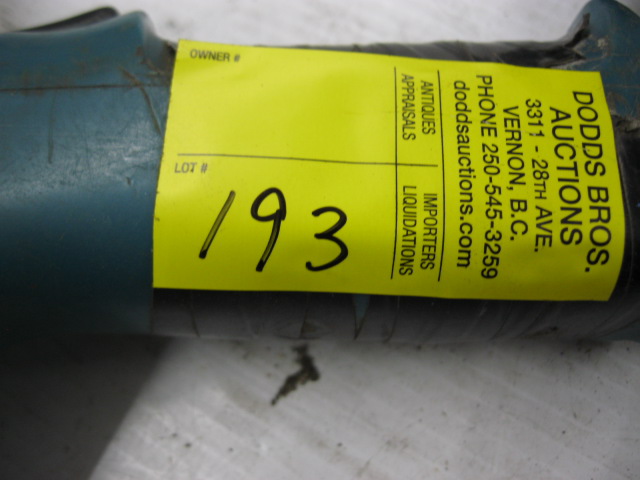 OWNER #
LOT #
193
ANTIQUES
APPRAISALS
IMPORTERS
LIQUIDATIONS
DODDS BROS.
AUCTIONS
3311 - 28TH AVE.
VERNON, B.C.
PHONE 250-545-3259
doddsauctions.com